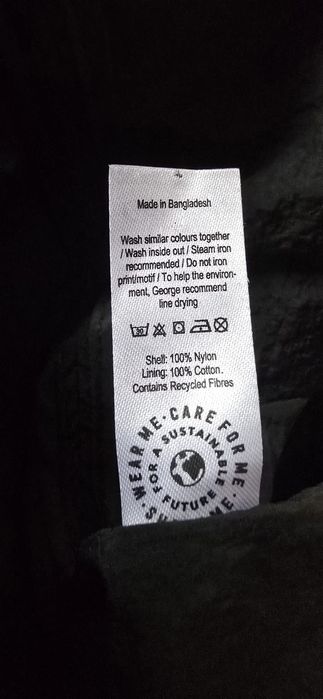 Made in Bangladesh
Wash similar colours together
/ Wash inside out / Steam iron
recommended / Do not iron
print/motif / To help the environ-
ment, George recommend
line drying
30
Shell: 100% Nylon
Lining: 100% Cotton.
Contains Recycled Fibres
WEAR ME · CARE FOR ME ·
FOR A SUSTAINABLE FUTURE
ME